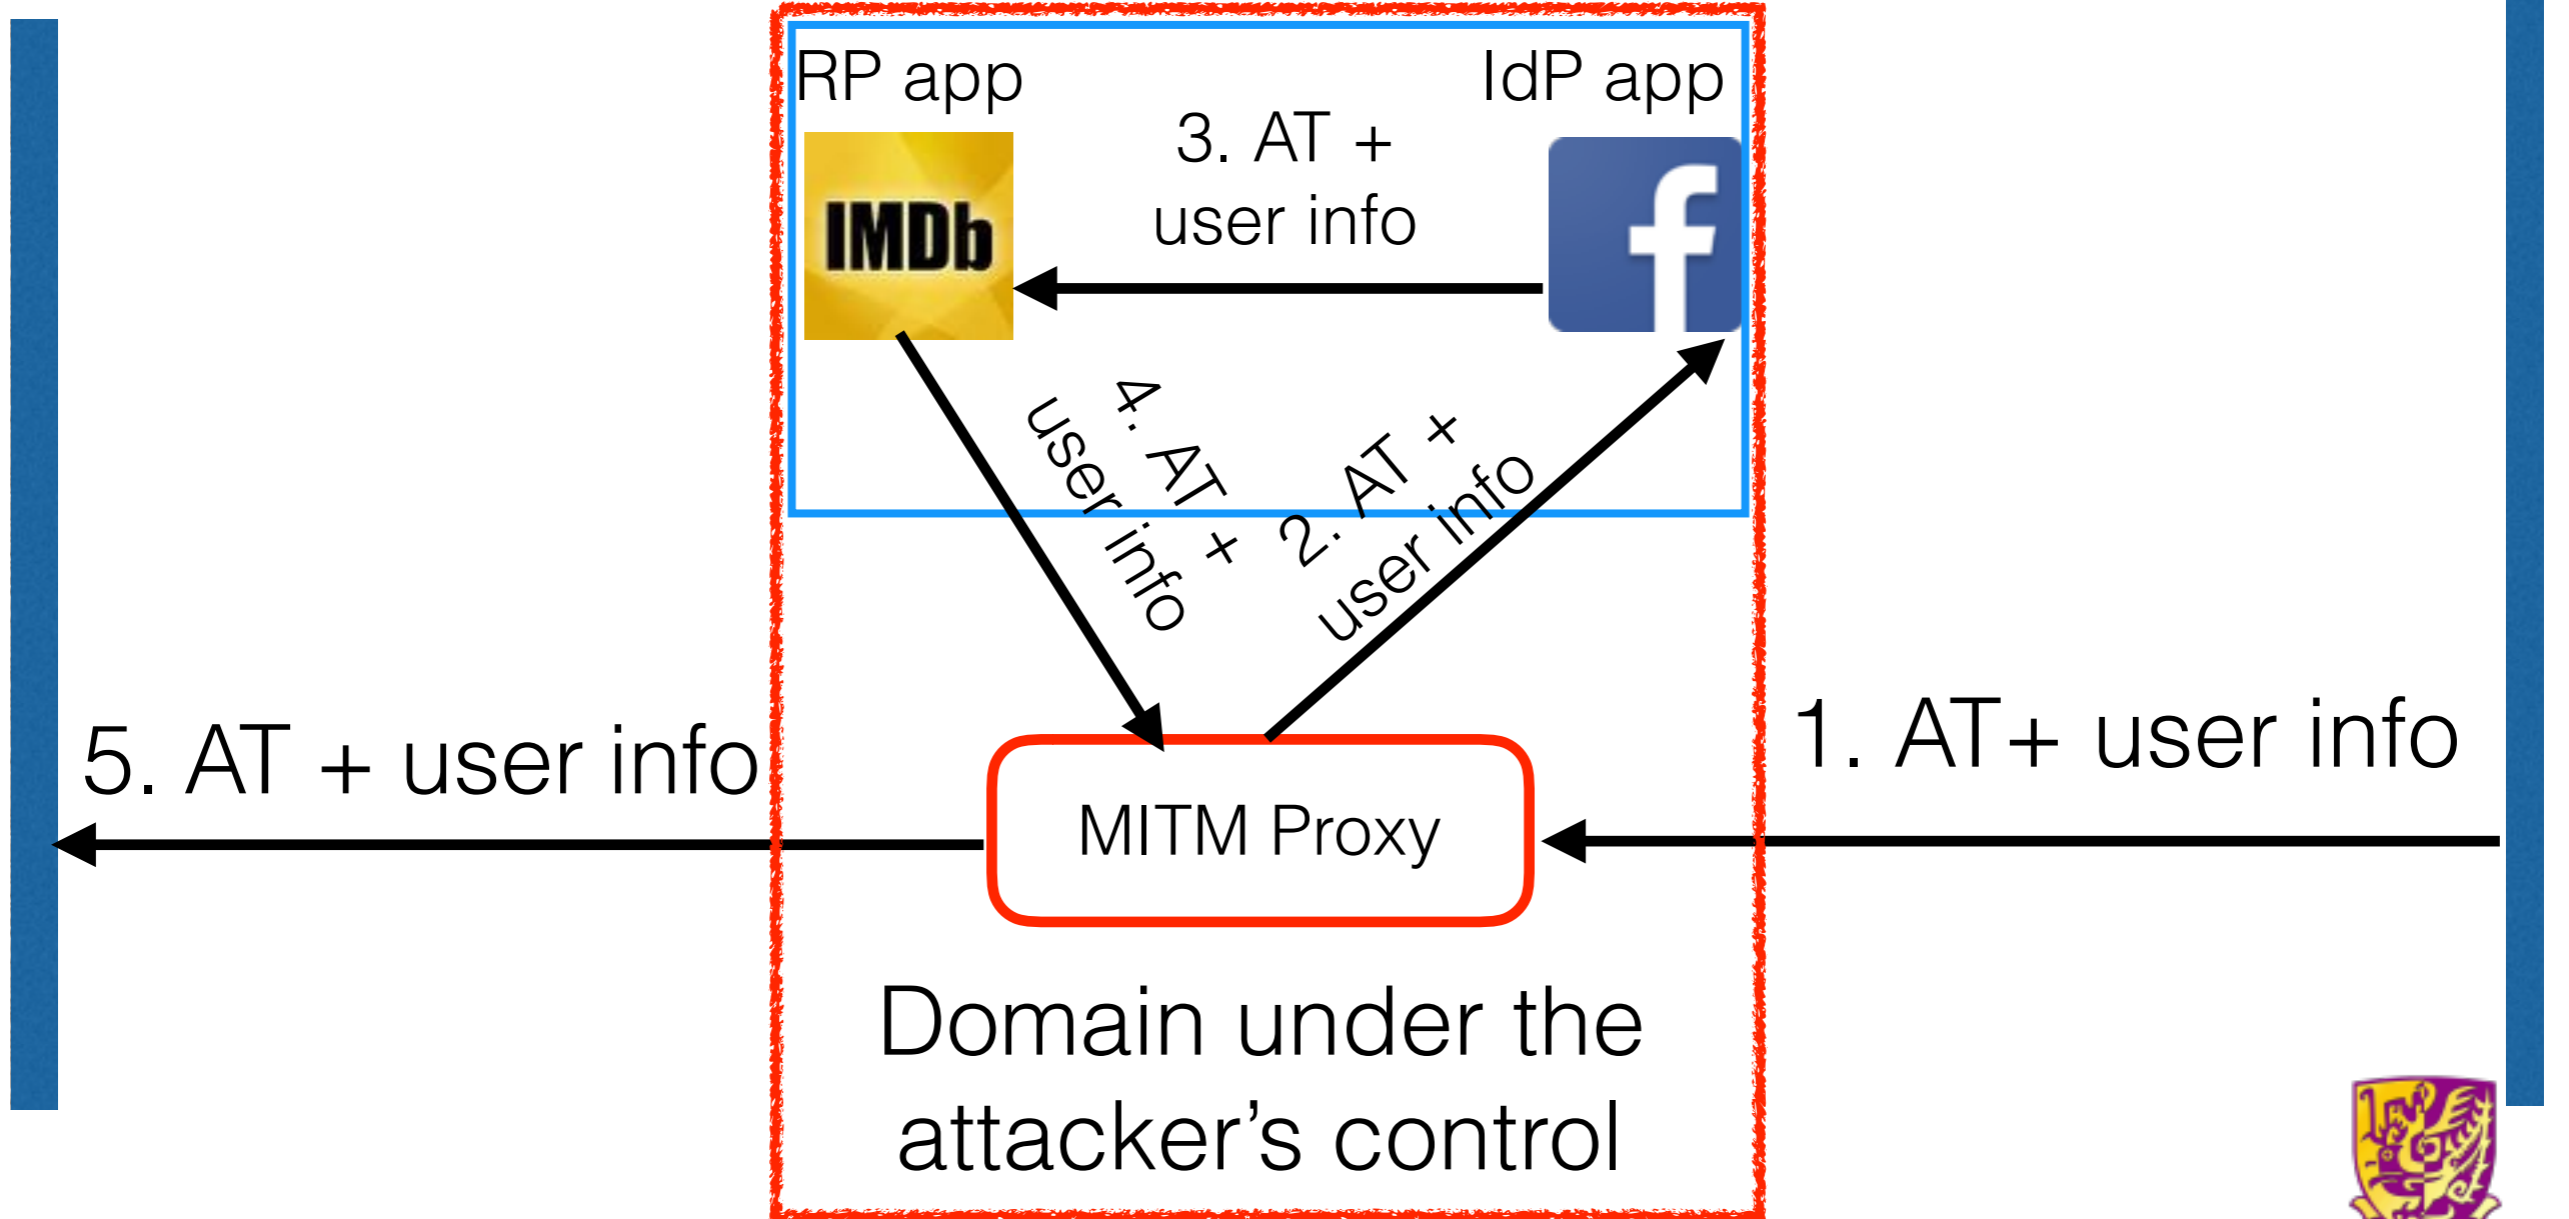 RP app
IdP app
3. AT +
user info
IMDb
f
4. AT +
user info
2. AT +
user info
5. AT + user info
1. AT+ user info
MITM Proxy
Domain under the
attacker’s control